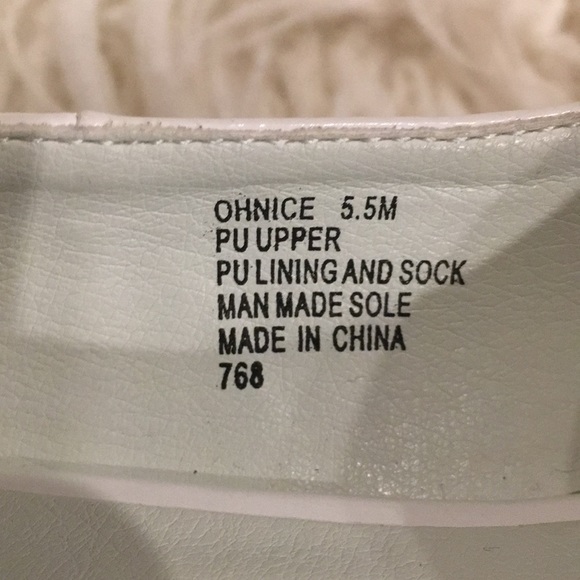 OHNICE 5.5M
PU UPPER
PU LINING AND SOCK
MAN MADE SOLE
MADE IN CHINA
768